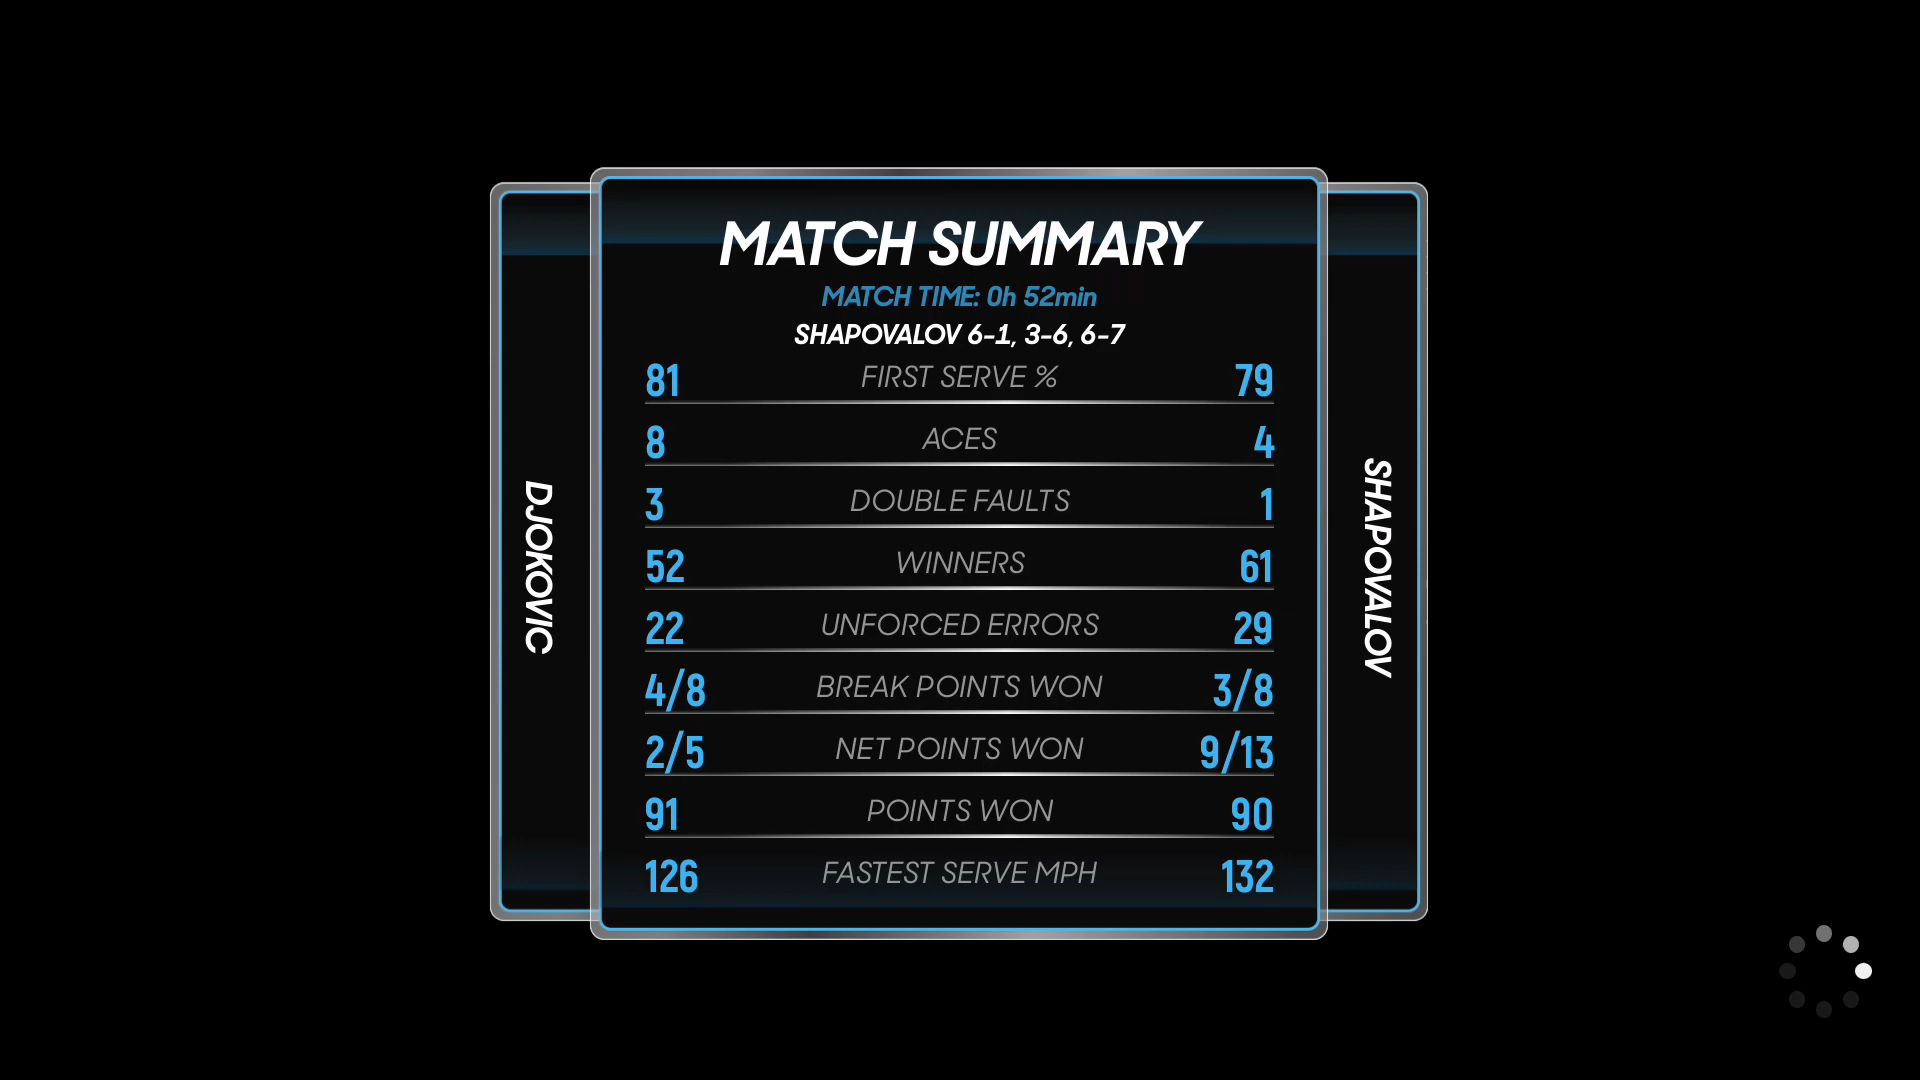 MATCH SUMMARY
MATCH TIME: 0h 52min
SHAPOVALOV 6-1, 3-6, 6-7
DJOKOVIC
SHAPOVALOV
81 FIRST SERVE % 79
8 ACES 4
3 DOUBLE FAULTS 1
52 WINNERS 61
22 UNFORCED ERRORS 29
4/8 BREAK POINTS WON 3/8
2/5 NET POINTS WON 9/13
91 POINTS WON 90
126 FASTEST SERVE MPH 132